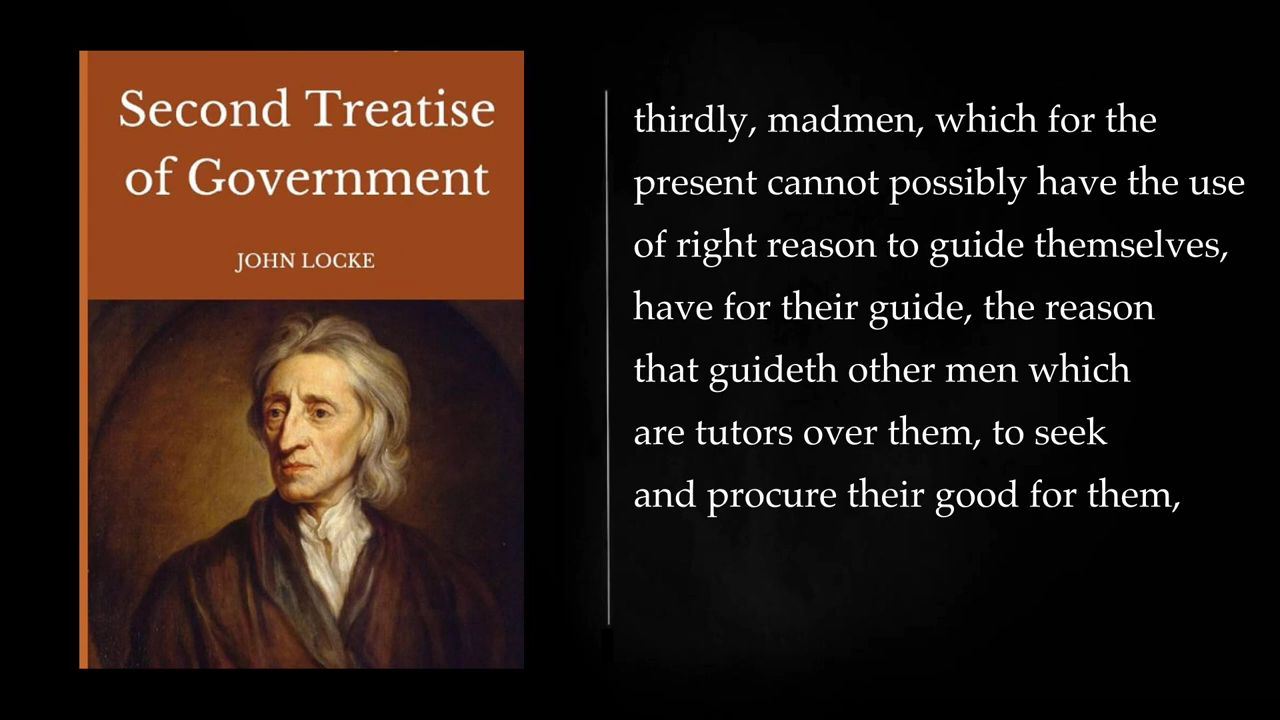 Second Treatise
of Government
JOHN LOCKE
thirdly, madmen, which for the
present cannot possibly have the use
of right reason to guide themselves,
have for their guide, the reason
that guideth other men which
are tutors over them, to seek
and procure their good for them,